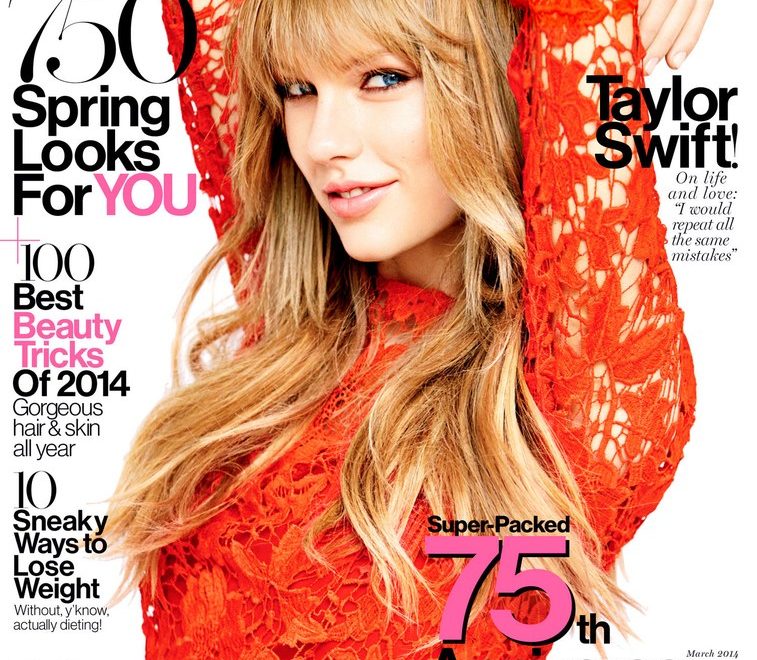 750
Spring
Looks
For YOU
100
Best
Beauty
Tricks
Of 2014
Gorgeous
hair & skin
all year
10
Sneaky
Ways to
Lose
Weight
Without, y'know,
actually dieting!
Taylor
Swift!
On life
and love:
"I would
repeat all
the same
mistakes"
Super-Packed
75th
March 2014